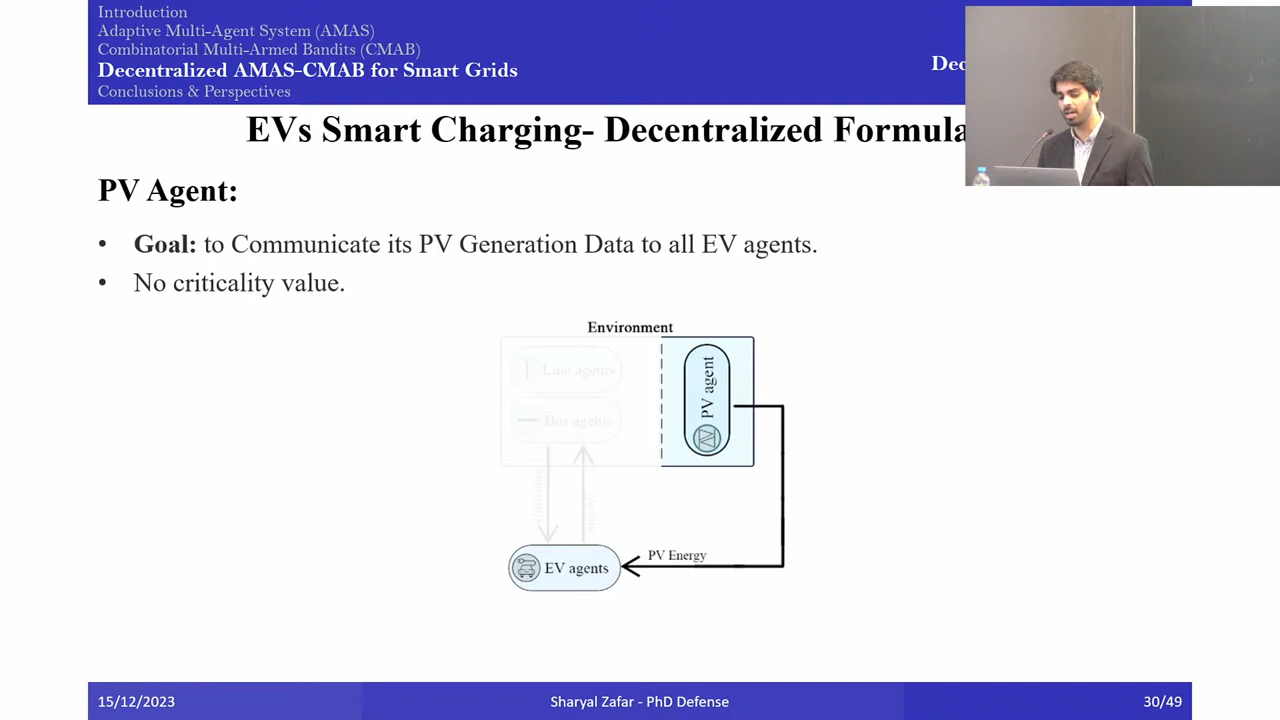 Introduction
Adaptive Multi-Agent System (AMAS)
Combinatorial Multi-Armed Bandits (CMAB)
Decentralized AMAS-CMAB for Smart Grids
Conclusions & Perspectives
EVs Smart Charging- Decentralized
PV Agent:
• Goal: to Communicate its PV Generation Data to all EV agents.
• No criticality value.
Environment
Line agents
Bus agents
PV agent
PV Energy
EV agents
15/12/2023
Sharyal Zafar - PhD Defense
30/49